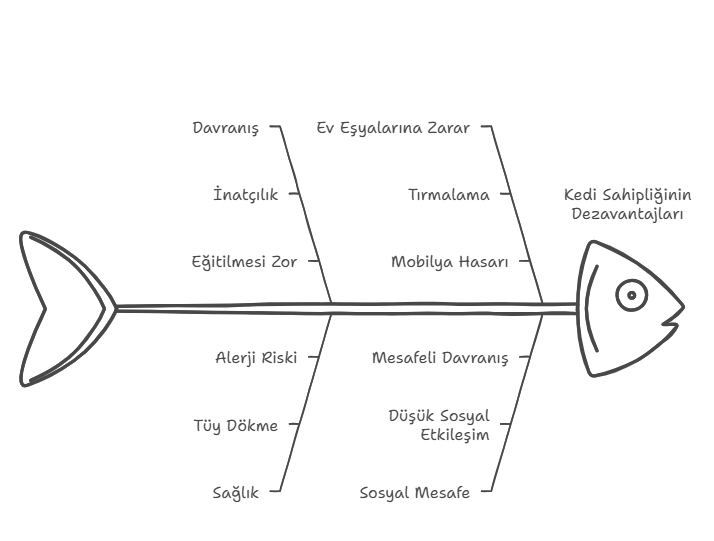 Davranış
Ev Eşyalarına Zarar
İnatçılık
Tırmalama
Kedi Sahipliğinin
Dezavantajları
Eğitilmesi Zor
Mobilya Hasarı
Alerji Riski
Mesafeli Davranış
Tüy Dökme
Düşük Sosyal
Etkileşim
Sağlık
Sosyal Mesafe